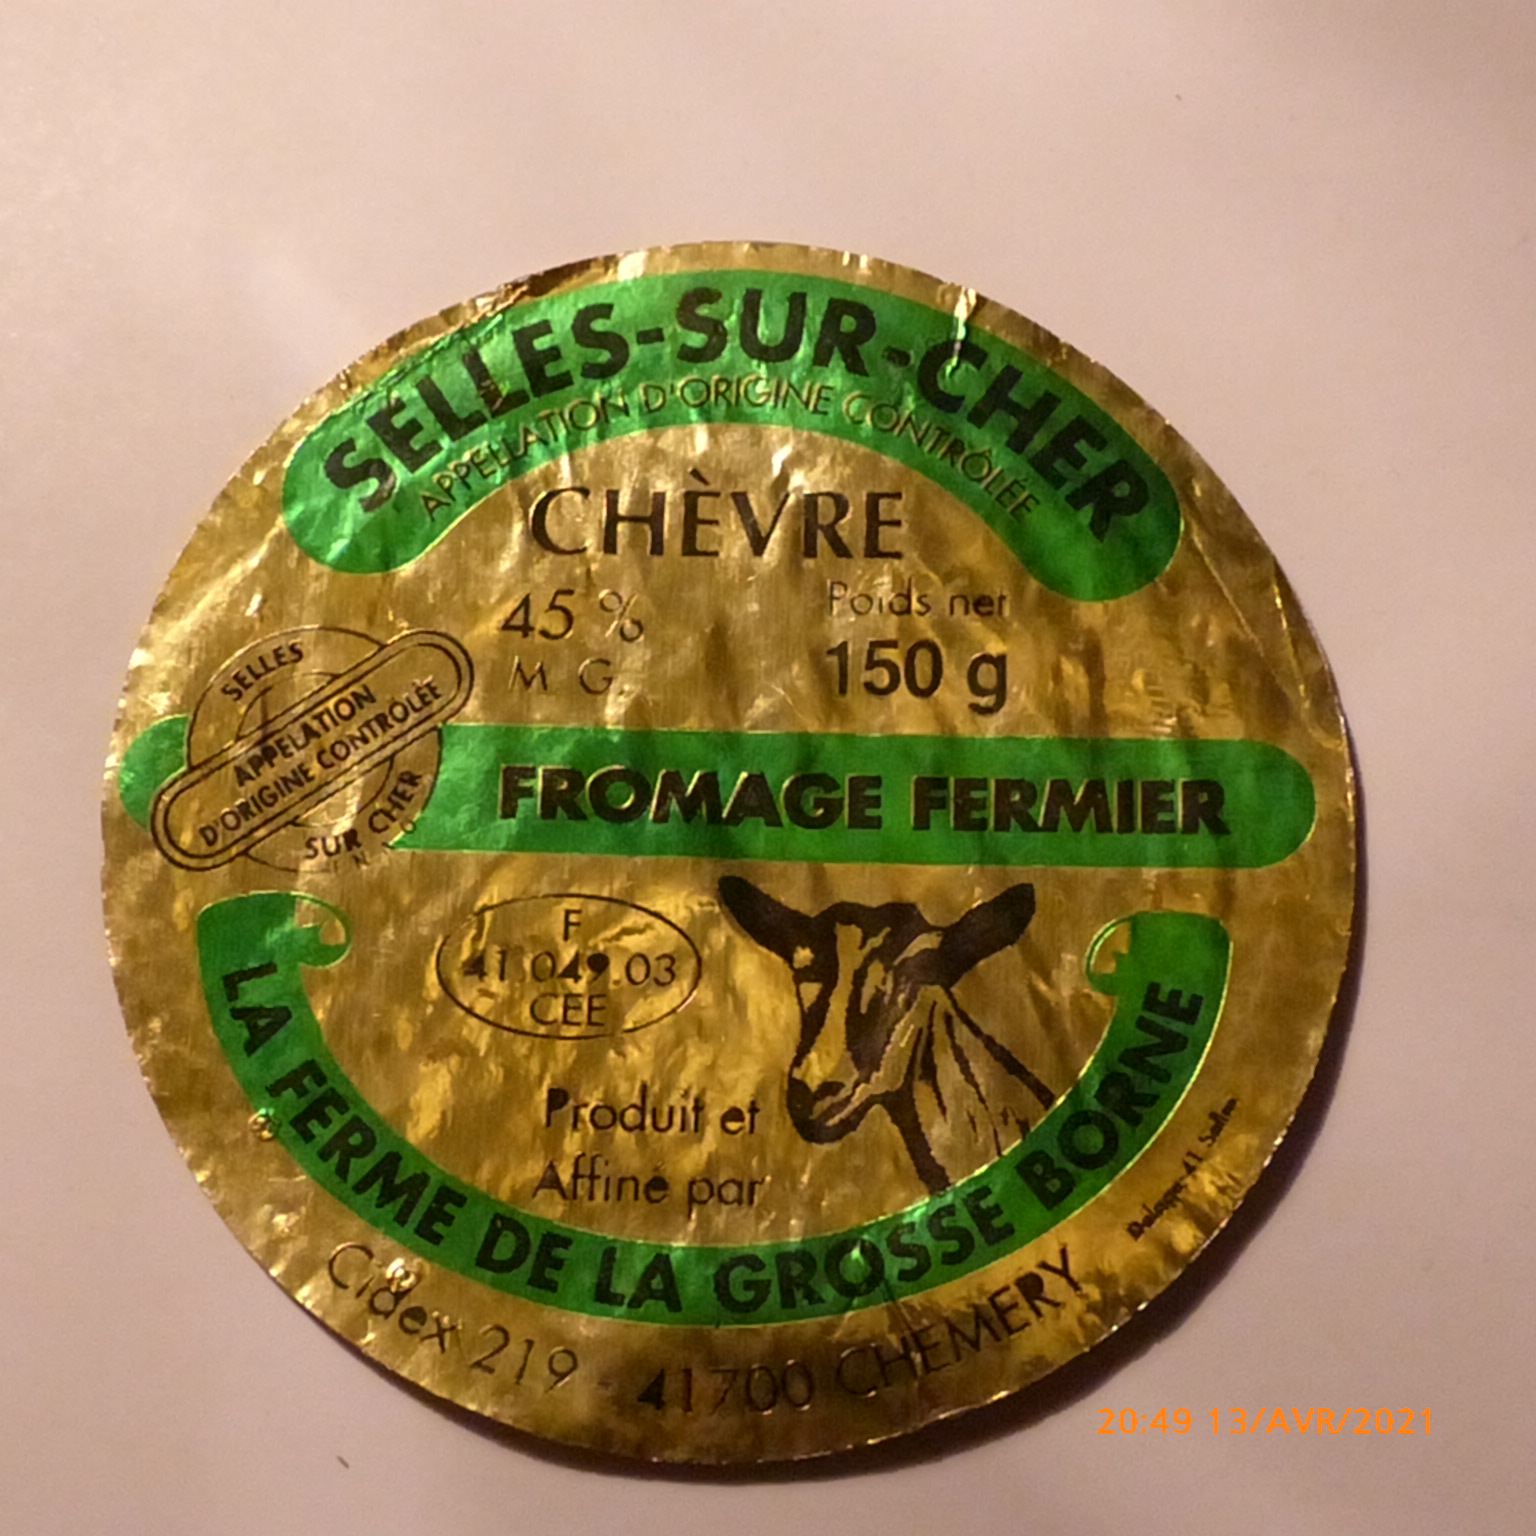 SELLES-SUR-CHER
APPELLATION D'ORIGINE CONTRÔLÉE
CHÈVRE
45 %
M G
Poids net
150 g
SELLES
APPELATION
D'ORIGINE CONTRÔLÉE
SUR CHER
FROMAGE FERMIER
F
41.049.03
CEE
Produit et
Affiné par
LA FERME DE LA GROSSE BORNE
Cidex 219 - 41700 CHEMERY
20:49 13/AVR/2021